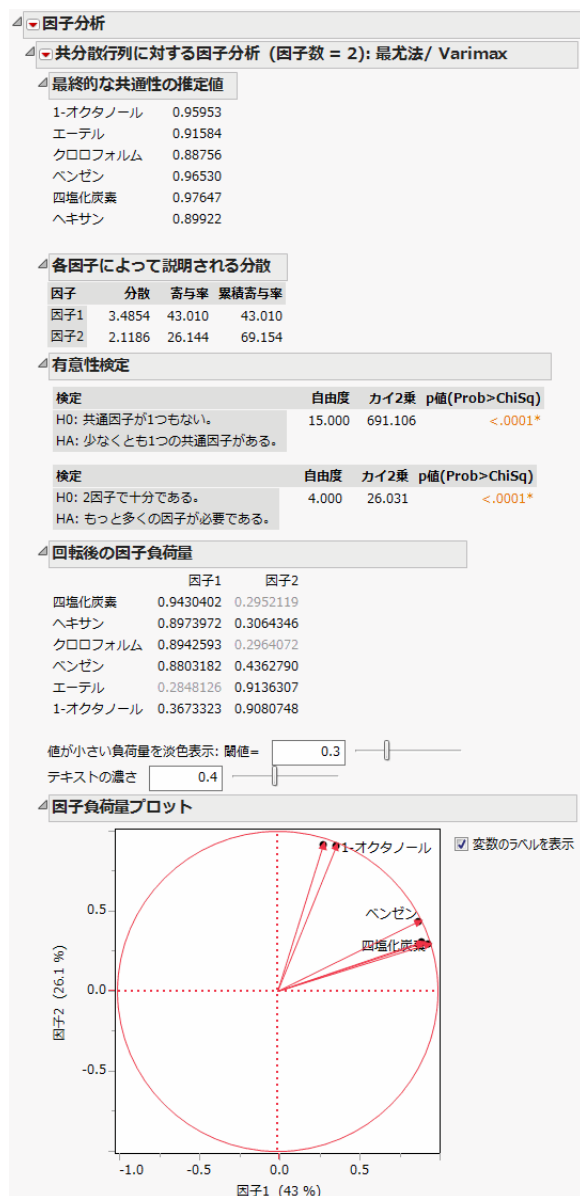 因子分析
共分散行列に対する因子分析 (因子数 = 2): 最尤法/ Varimax
最終的な共通性の推定値
1-オクタノール 0.95953
エーテル 0.91584
クロロフォルム 0.88756
ベンゼン 0.96530
四塩化炭素 0.97647
ヘキサン 0.89922
各因子によって説明される分散
因子 分散 寄与率 累積寄与率
因子1 3.4854 43.010 43.010
因子2 2.1186 26.144 69.154
有意性検定
検定 自由度 カイ2乗 p値(Prob>ChiSq)
H0: 共通因子が1つもない。 15.000 691.106 <.0001*
HA: 少なくとも1つの共通因子がある。
検定 自由度 カイ2乗 p値(Prob>ChiSq)
H0: 2因子で十分である。 4.000 26.031 <.0001*
HA: もっと多くの因子が必要である。
回転後の因子負荷量
因子1 因子2
四塩化炭素 0.9430402 0.2952119
ヘキサン 0.8973972 0.3064346
クロロフォルム 0.8942593 0.2964072
ベンゼン 0.8803182 0.4362790
エーテル 0.2848126 0.9136307
1-オクタノール 0.3673323 0.9080748
値が小さい負荷量を淡色表示: 閾値= 0.3
テキストの濃さ 0.4
因子負荷量プロット
変数のラベルを表示
1-オクタノール
ベンゼン
四塩化炭素
0.5
0.0
-0.5
因子2 (26.1 %)
-1.0 -0.5 0.0 0.5
因子1 (43 %)